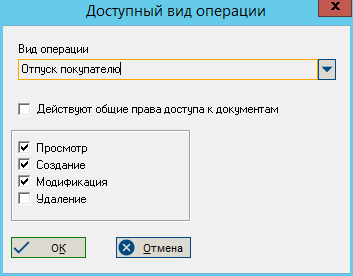 Доступный вид операции
x
Вид операции
Отпуск покупателю
Действуют общие права доступа к документам
Просмотр
Создание
Модификация
Удаление
OK
Отмена